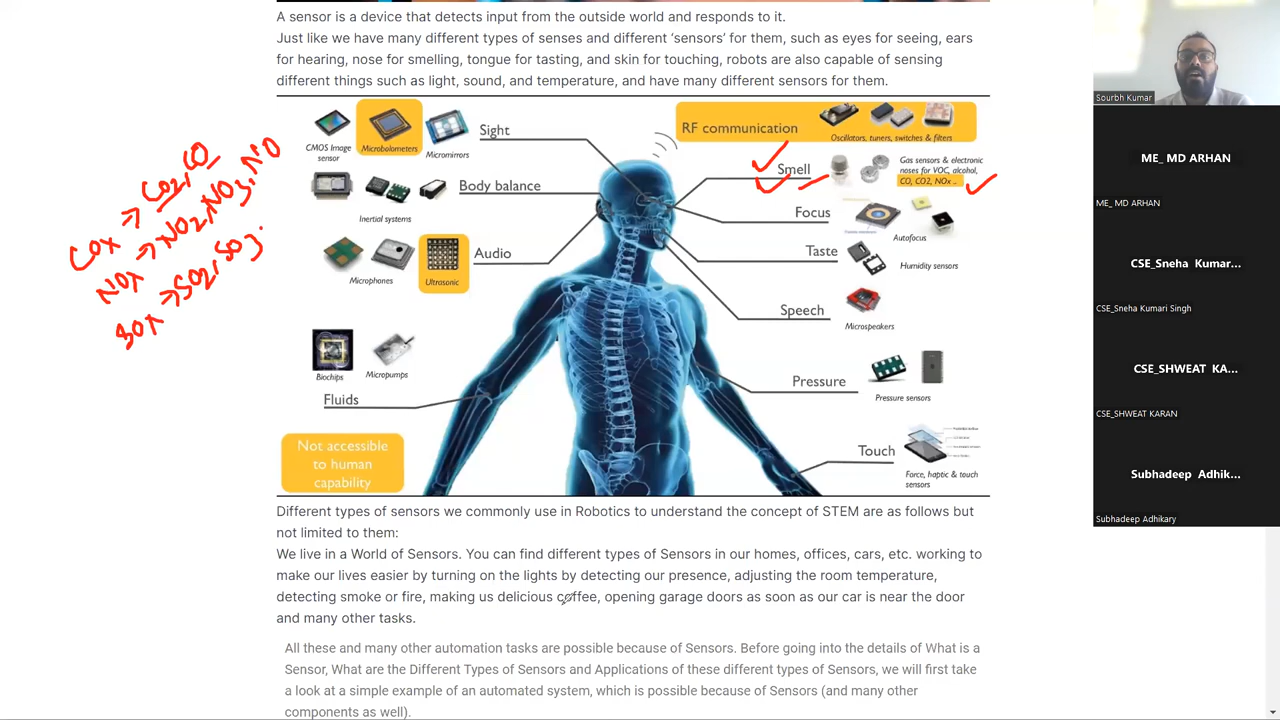 A sensor is a device that detects input from the outside world and responds to it.
Just like we have many different types of senses and different ‘sensors’ for them, such as eyes for seeing, ears
for hearing, nose for smelling, tongue for tasting, and skin for touching, robots are also capable of sensing
different things such as light, sound, and temperature, and have many different sensors for them.
CMOS Image
sensor
Microbolometers
Micromirrors
Sight
RF communication
Oscillators, tuners, switches & filters
Smell
Gas sensors & electronic
noses for VOC, alcohol,
CO, CO2, NOx ..
Body balance
Inertial systems
Focus
Autofocus
Audio
Microphones
Ultrasonic
Taste
Humidity sensors
Speech
Microspeakers
Biochips
Micropumps
Fluids
Pressure
Pressure sensors
Touch
Force, haptic & touch
sensors
Not accessible
to human
capability
COx → CO2, CO
NOx → NO2, NO3, NO
SOx → SO2, SO3.
Different types of sensors we commonly use in Robotics to understand the concept of STEM are as follows but
not limited to them:
We live in a World of Sensors. You can find different types of Sensors in our homes, offices, cars, etc. working to
make our lives easier by turning on the lights by detecting our presence, adjusting the room temperature,
detecting smoke or fire, making us delicious coffee, opening garage doors as soon as our car is near the door
and many other tasks.
All these and many other automation tasks are possible because of Sensors. Before going into the details of What is a
Sensor, What are the Different Types of Sensors and Applications of these different types of Sensors, we will first take
a look at a simple example of an automated system, which is possible because of Sensors (and many other
components as well).
Sourbh Kumar
ME_ MD ARHAN
ME_ MD ARHAN
CSE_Sneha Kumar...
CSE_Sneha Kumari Singh
CSE_SHWEAT KA...
CSE_SHWEAT KARAN
Subhadeep Adhik...
Subhadeep Adhikary